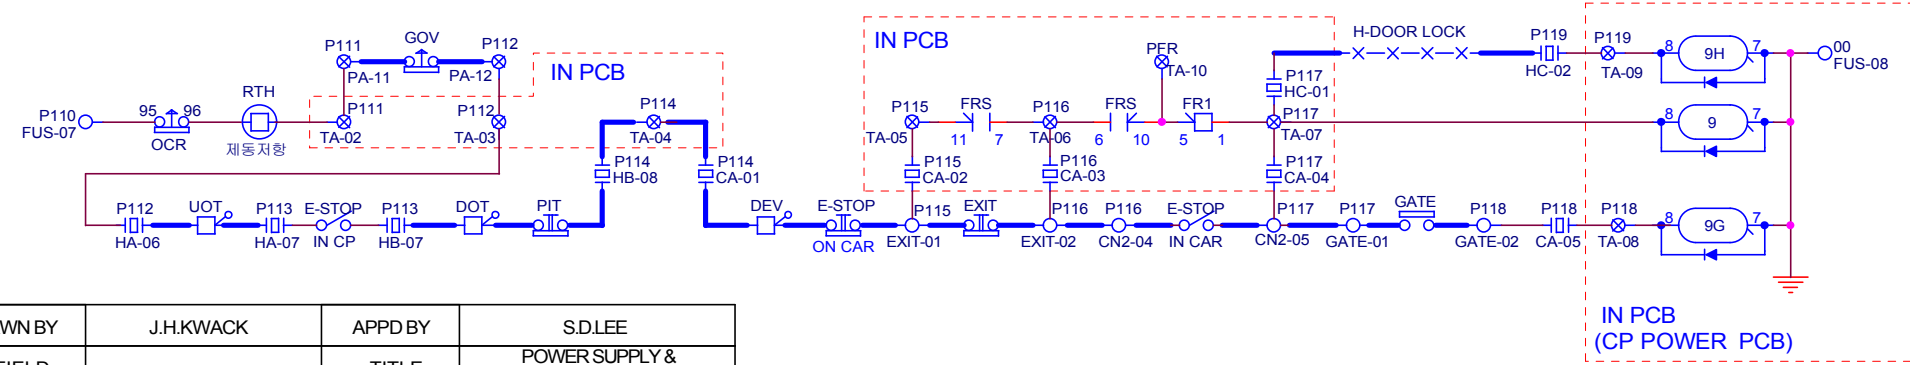 P110
FUS-07
95
96
OCR
RTH
제동저항
P111
GOV
P112
PA-11
PA-12
IN PCB
P111
TA-02
P112
TA-03
P114
TA-04
P114
HB-08
P114
CA-01
P112
HA-06
UOT
P113
HA-07
E-STOP
IN CP
P113
HB-07
DOT
PIT
DEV
E-STOP
ON CAR
IN PCB
P115
TA-05
FRS
11
7
P116
TA-06
FRS
6
10
PFR
TA-10
FR1
5
1
P117
HC-01
P117
TA-07
P115
CA-02
P116
CA-03
P117
CA-04
P115
EXIT-01
EXIT
P116
EXIT-02
P116
CN2-04
E-STOP
IN CAR
P117
CN2-05
P117
GATE-01
GATE
P118
GATE-02
P118
CA-05
P118
TA-08
H-DOOR LOCK
P119
HC-02
P119
TA-09
8
9H
7
00
FUS-08
8
9
7
8
9G
7
IN PCB
(CP POWER PCB)
WN BY
J.H.KWACK
APPD BY
S.D.LEE
FIELD
TITLE
POWER SUPPLY &